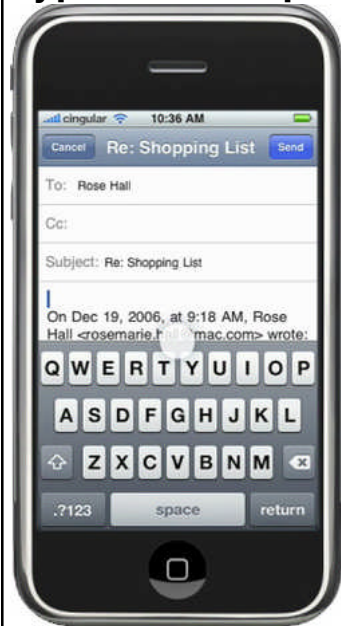 cingular 10:36 AM
Cancel Re: Shopping List Send
To: Rose Hall
Cc:
Subject: Re: Shopping List
On Dec 19, 2006, at 9:18 AM, Rose
Hall mac.com> wrote:
Q W E R T Y U I O P
A S D F G H J K L
Z X C V B N M
.?123 space return